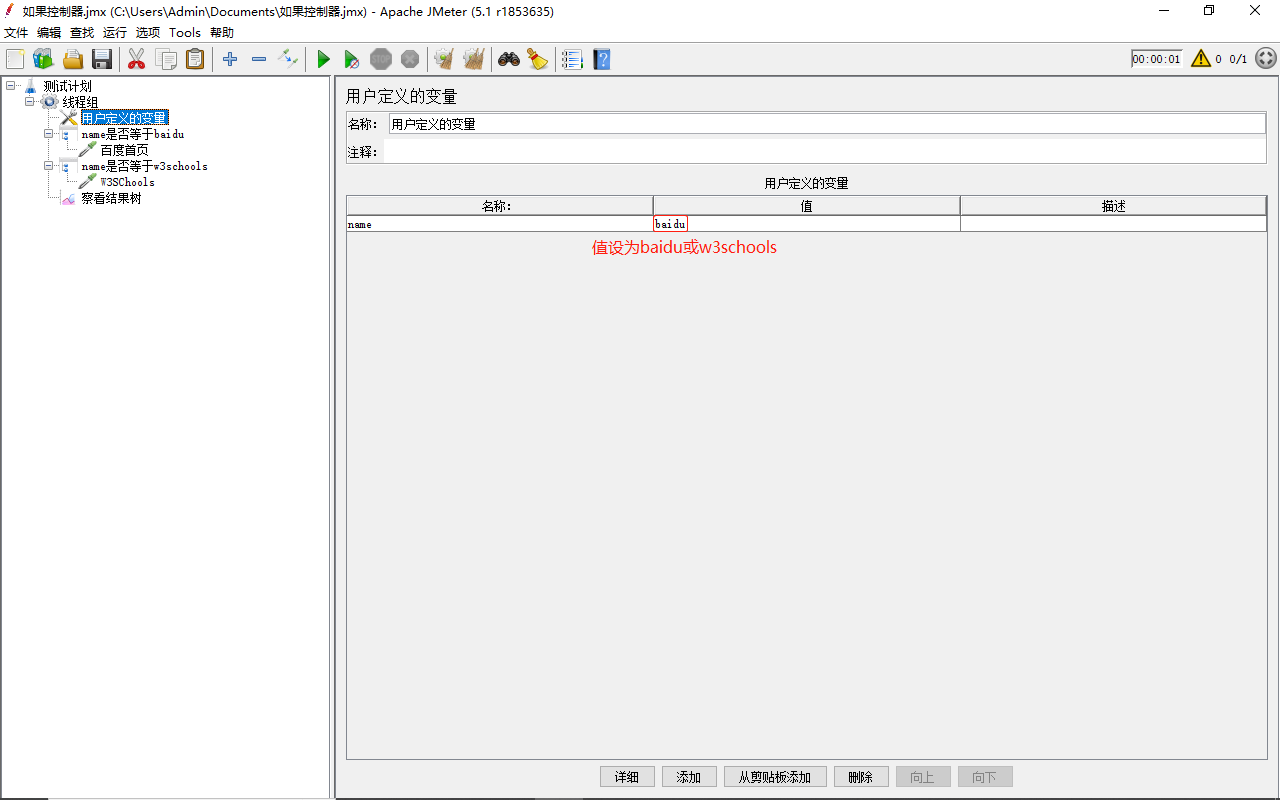 如果控制器.jmx (C:\Users\Admin\Documents\如果控制器.jmx) - Apache JMeter (5.1 r1853635)
文件 编辑 查找 运行 选项 Tools 帮助
STOP
00:00:01 0 0/1
测试计划
线程组
用户定义的变量
name是否等于baidu
百度首页
name是否等于w3schools
W3SChools
察看结果树
用户定义的变量
名称： 用户定义的变量
注释：
用户定义的变量
名称: 值 描述
name baidu
值设为baidu或w3schools
详细 添加 从剪贴板添加 删除 向上 向下